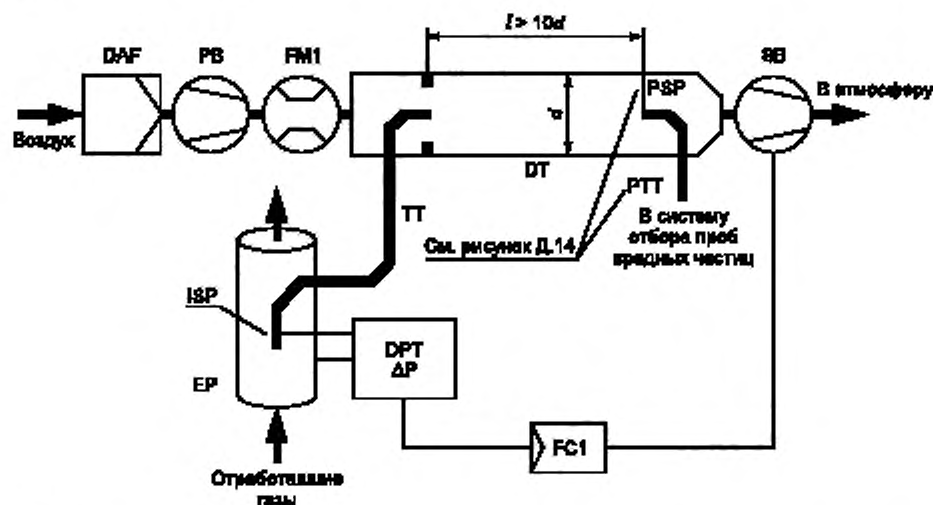 l > 10d
DAF
PB
FM1
SB
Воздух
В атмосферу
PSP
d
DT
PTT
TT
В систему
отбора проб
вредных частиц
См. рисунок Д.14
ISP
DPT
ΔP
EP
FC1
Отработавшие
газы